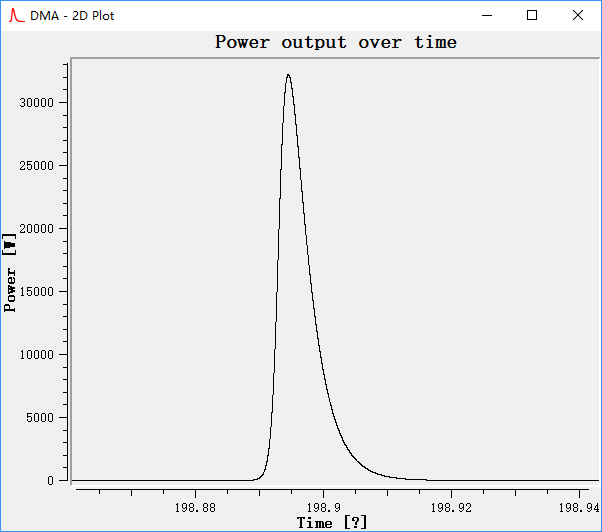 DMA - 2D Plot
Power output over time
Power [W]
30000
25000
20000
15000
10000
5000
0
198.88 198.9 198.92 198.94
Time [?]